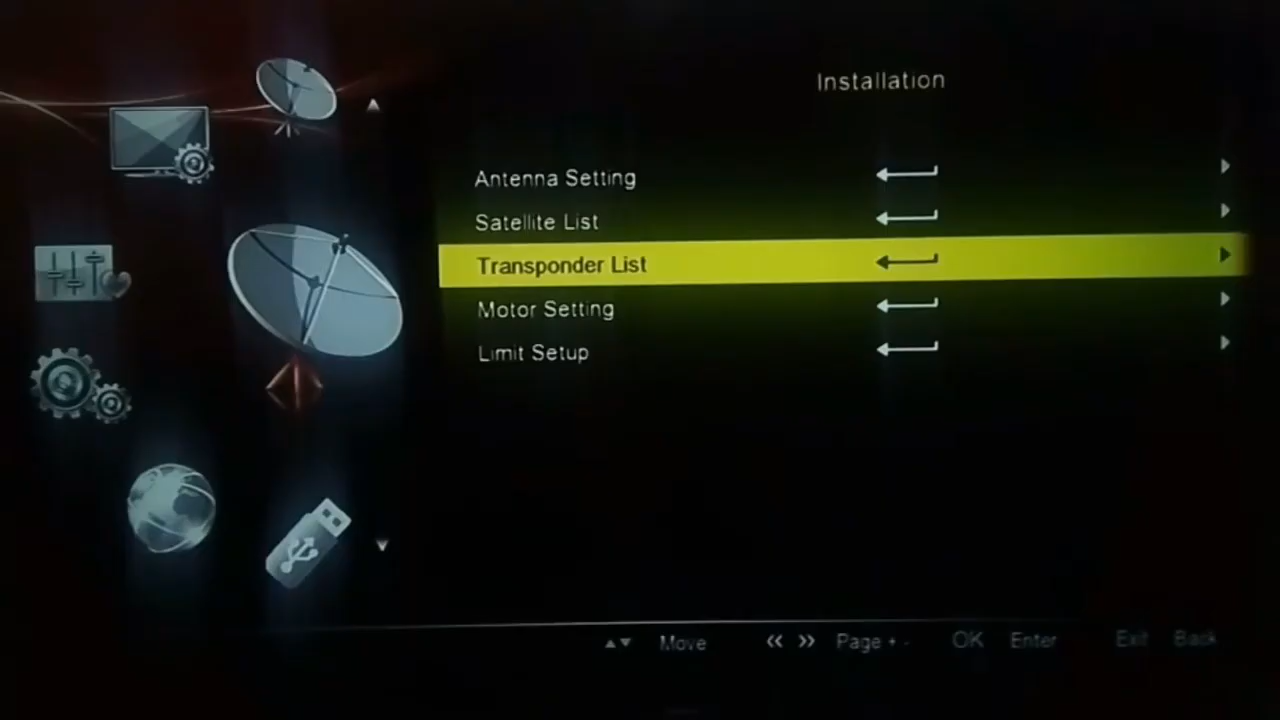 Installation
Antenna Setting
Satellite List
Transponder List
Motor Setting
Limit Setup
Move Page + - OK Enter Exit Back